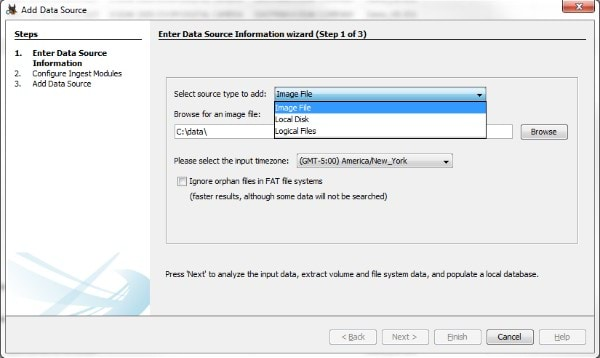 Add Data Source
Steps
1. Enter Data Source
Information
2. Configure Ingest Modules
3. Add Data Source
Enter Data Source Information wizard (Step 1 of 3)
Select source type to add: Image File
Image File
Local Disk
Logical Files
Browse for an image file:
C:\data\ Browse
Please select the input timezone: (GMT-5:00) America/New_York
Ignore orphan files in FAT file systems
(faster results, although some data will not be searched)
Press 'Next' to analyze the input data, extract volume and file system data, and populate a local database.
< Back Next > Finish Cancel Help